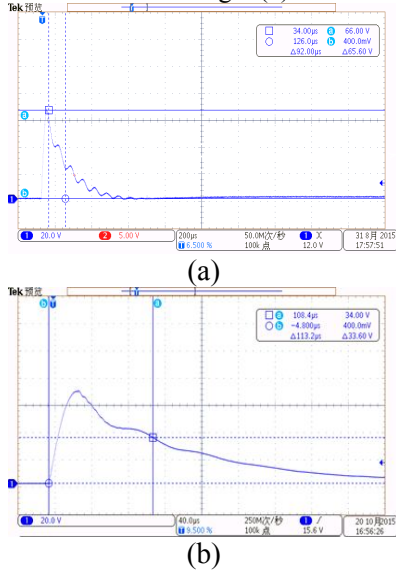 Tek 预览
T
T
34.00μs a 66.00 V
126.0μs b 400.0mV
Δ92.00μs Δ65.60 V
a
b
1
1 20.0 V 2 5.00 V 200μs 50.0M次/秒 1 X 31 8月 2015
T 6.500 % 100k 点 12.0 V 17:57:51
(a)
Tek 预览
T
b T a
a 108.4μs 34.00 V
b -4.800μs 400.0mV
Δ113.2μs Δ33.60 V
1
1 20.0 V 40.0μs 250M次/秒 1 / 20 10月 2015
T 9.500 % 100k 点 15.6 V 16:56:26
(b)